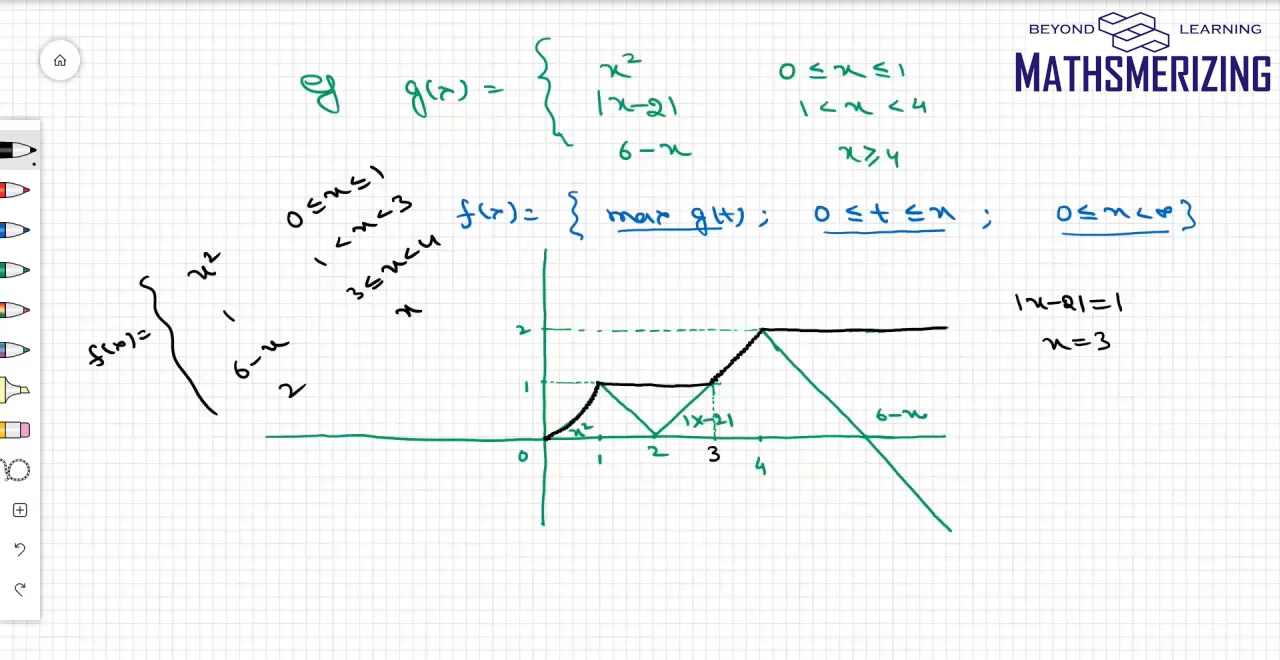 BEYOND LEARNING
MATHSMERIZING
eg g(x) = { x² 0 ≤ x ≤ 1
|x-2| 1 < x < 4
6-x x ≥ 4
f(x) = { max g(t) ; 0 ≤ t ≤ x ; 0 ≤ x < ∞ }
f(x) = { x² 0 ≤ x ≤ 1
1 1 < x < 3
6-x 3 ≤ x < 4
2 x
|x-2| = 1
x = 3
2
1
x² |x-2| 6-x
0 1 2 3 4